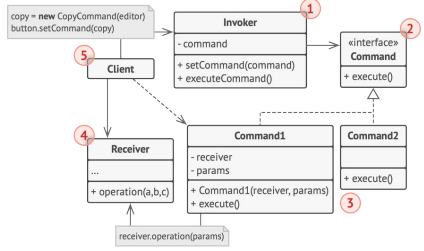 copy = new CopyCommand(editor)
button.setCommand(copy)
1
Invoker
- command
+ setCommand(command)
+ executeCommand()
2
«interface»
Command
+ execute()
5
Client
4
Receiver
...
+ operation(a,b,c)
Command1
- receiver
- params
+ Command1(receiver, params)
+ execute()
3
Command2
+ execute()
receiver.operation(params)